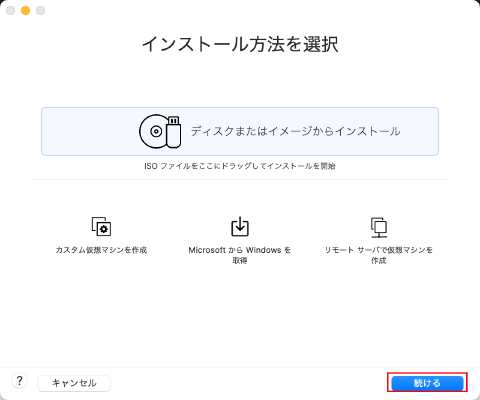 インストール方法を選択
ディスクまたはイメージからインストール
ISO ファイルをここにドラッグしてインストールを開始
カスタム仮想マシンを作成
Microsoft から Windows を
取得
リモート サーバで仮想マシンを
作成
?
キャンセル
続ける